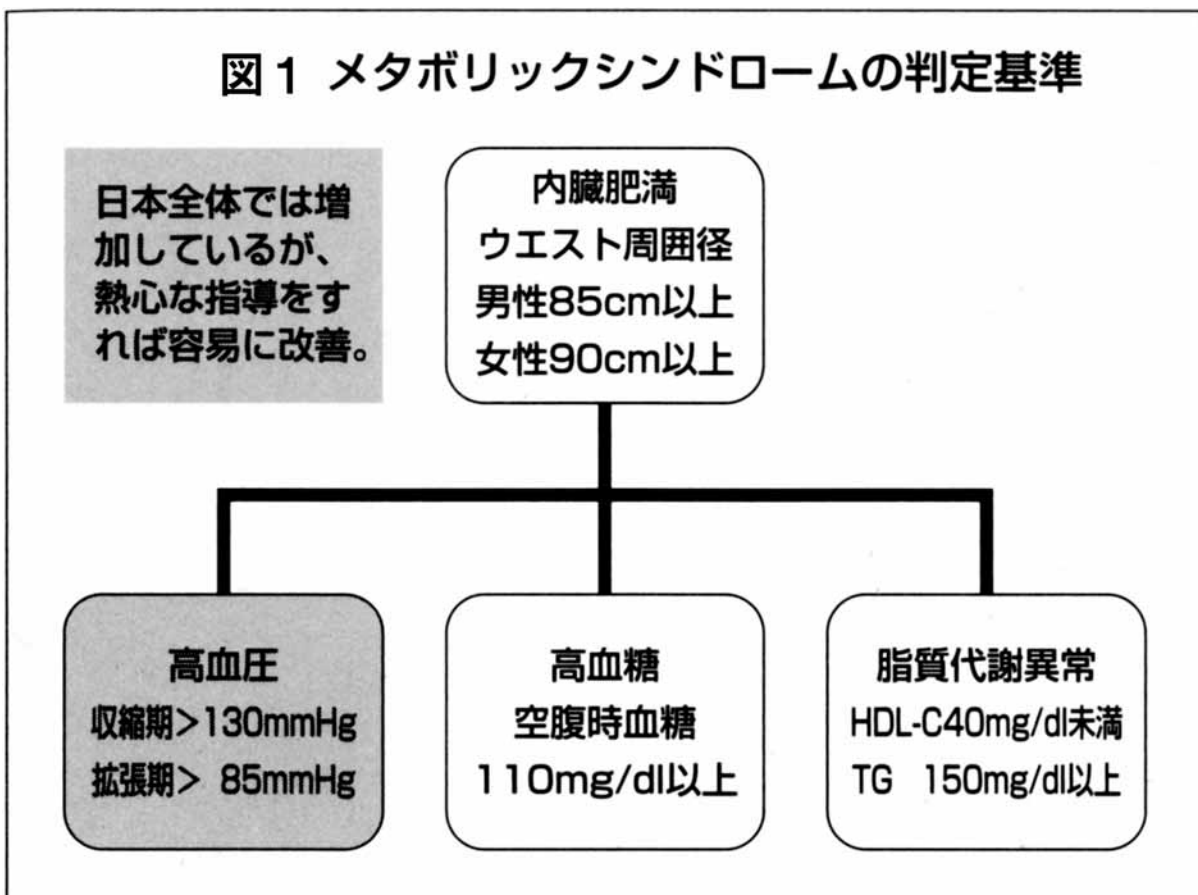 図1 メタボリックシンドロームの判定基準
日本全体では増
加しているが、
熱心な指導をす
れば容易に改善。
内臓肥満
ウエスト周囲径
男性85cm以上
女性90cm以上
高血圧
収縮期>130mmHg
拡張期> 85mmHg
高血糖
空腹時血糖
110mg/dl以上
脂質代謝異常
HDL-C40mg/dl未満
TG 150mg/dl以上